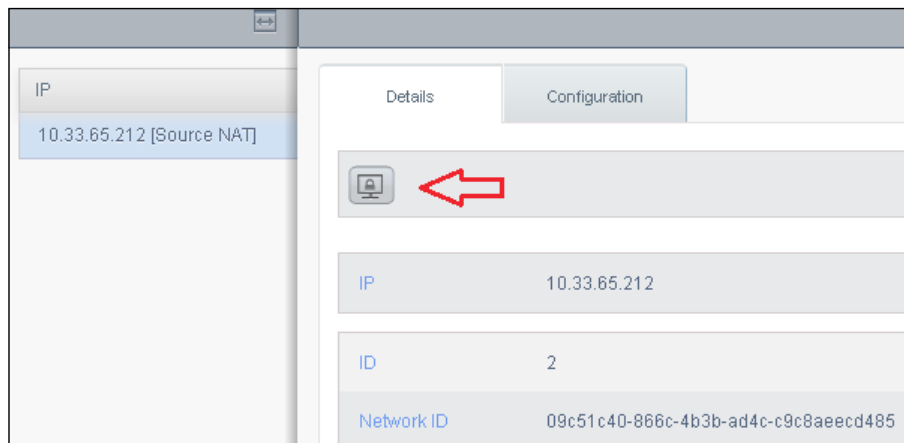 IP
10.33.65.212 [Source NAT]
Details
Configuration
IP
10.33.65.212
ID
2
Network ID
09c51c40-866c-4b3b-ad4c-c9c8aeecd485